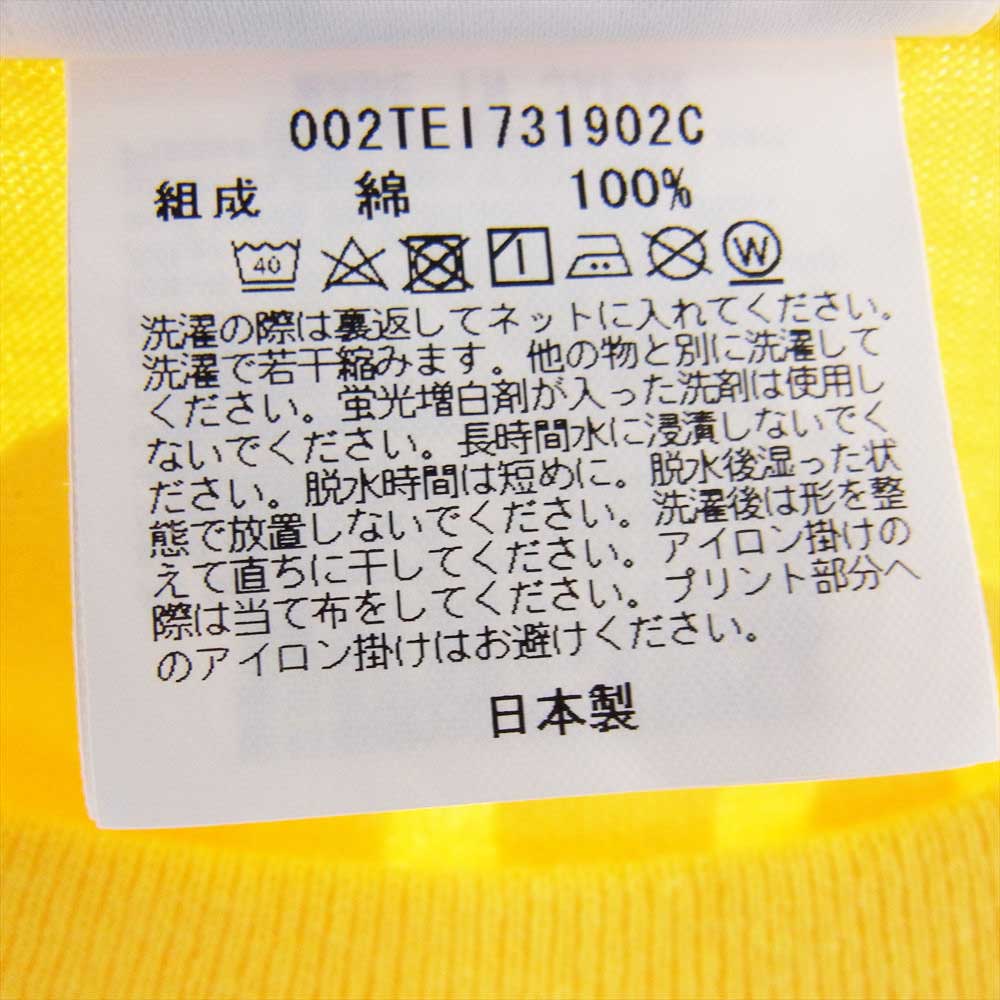 002TEI731902C
組成 綿 100%
40 W
洗濯の際は裏返してネットに入れてください。
洗濯で若干縮みます。他の物と別に洗濯して
ください。蛍光増白剤が入った洗剤は使用し
ないでください。長時間水に浸漬しないでく
ださい。脱水時間は短めに。脱水後湿った状
態で放置しないでください。洗濯後は形を整
えて直ちに干してください。アイロン掛けの
際は当て布をしてください。プリント部分へ
のアイロン掛けはお避けください。
日本製